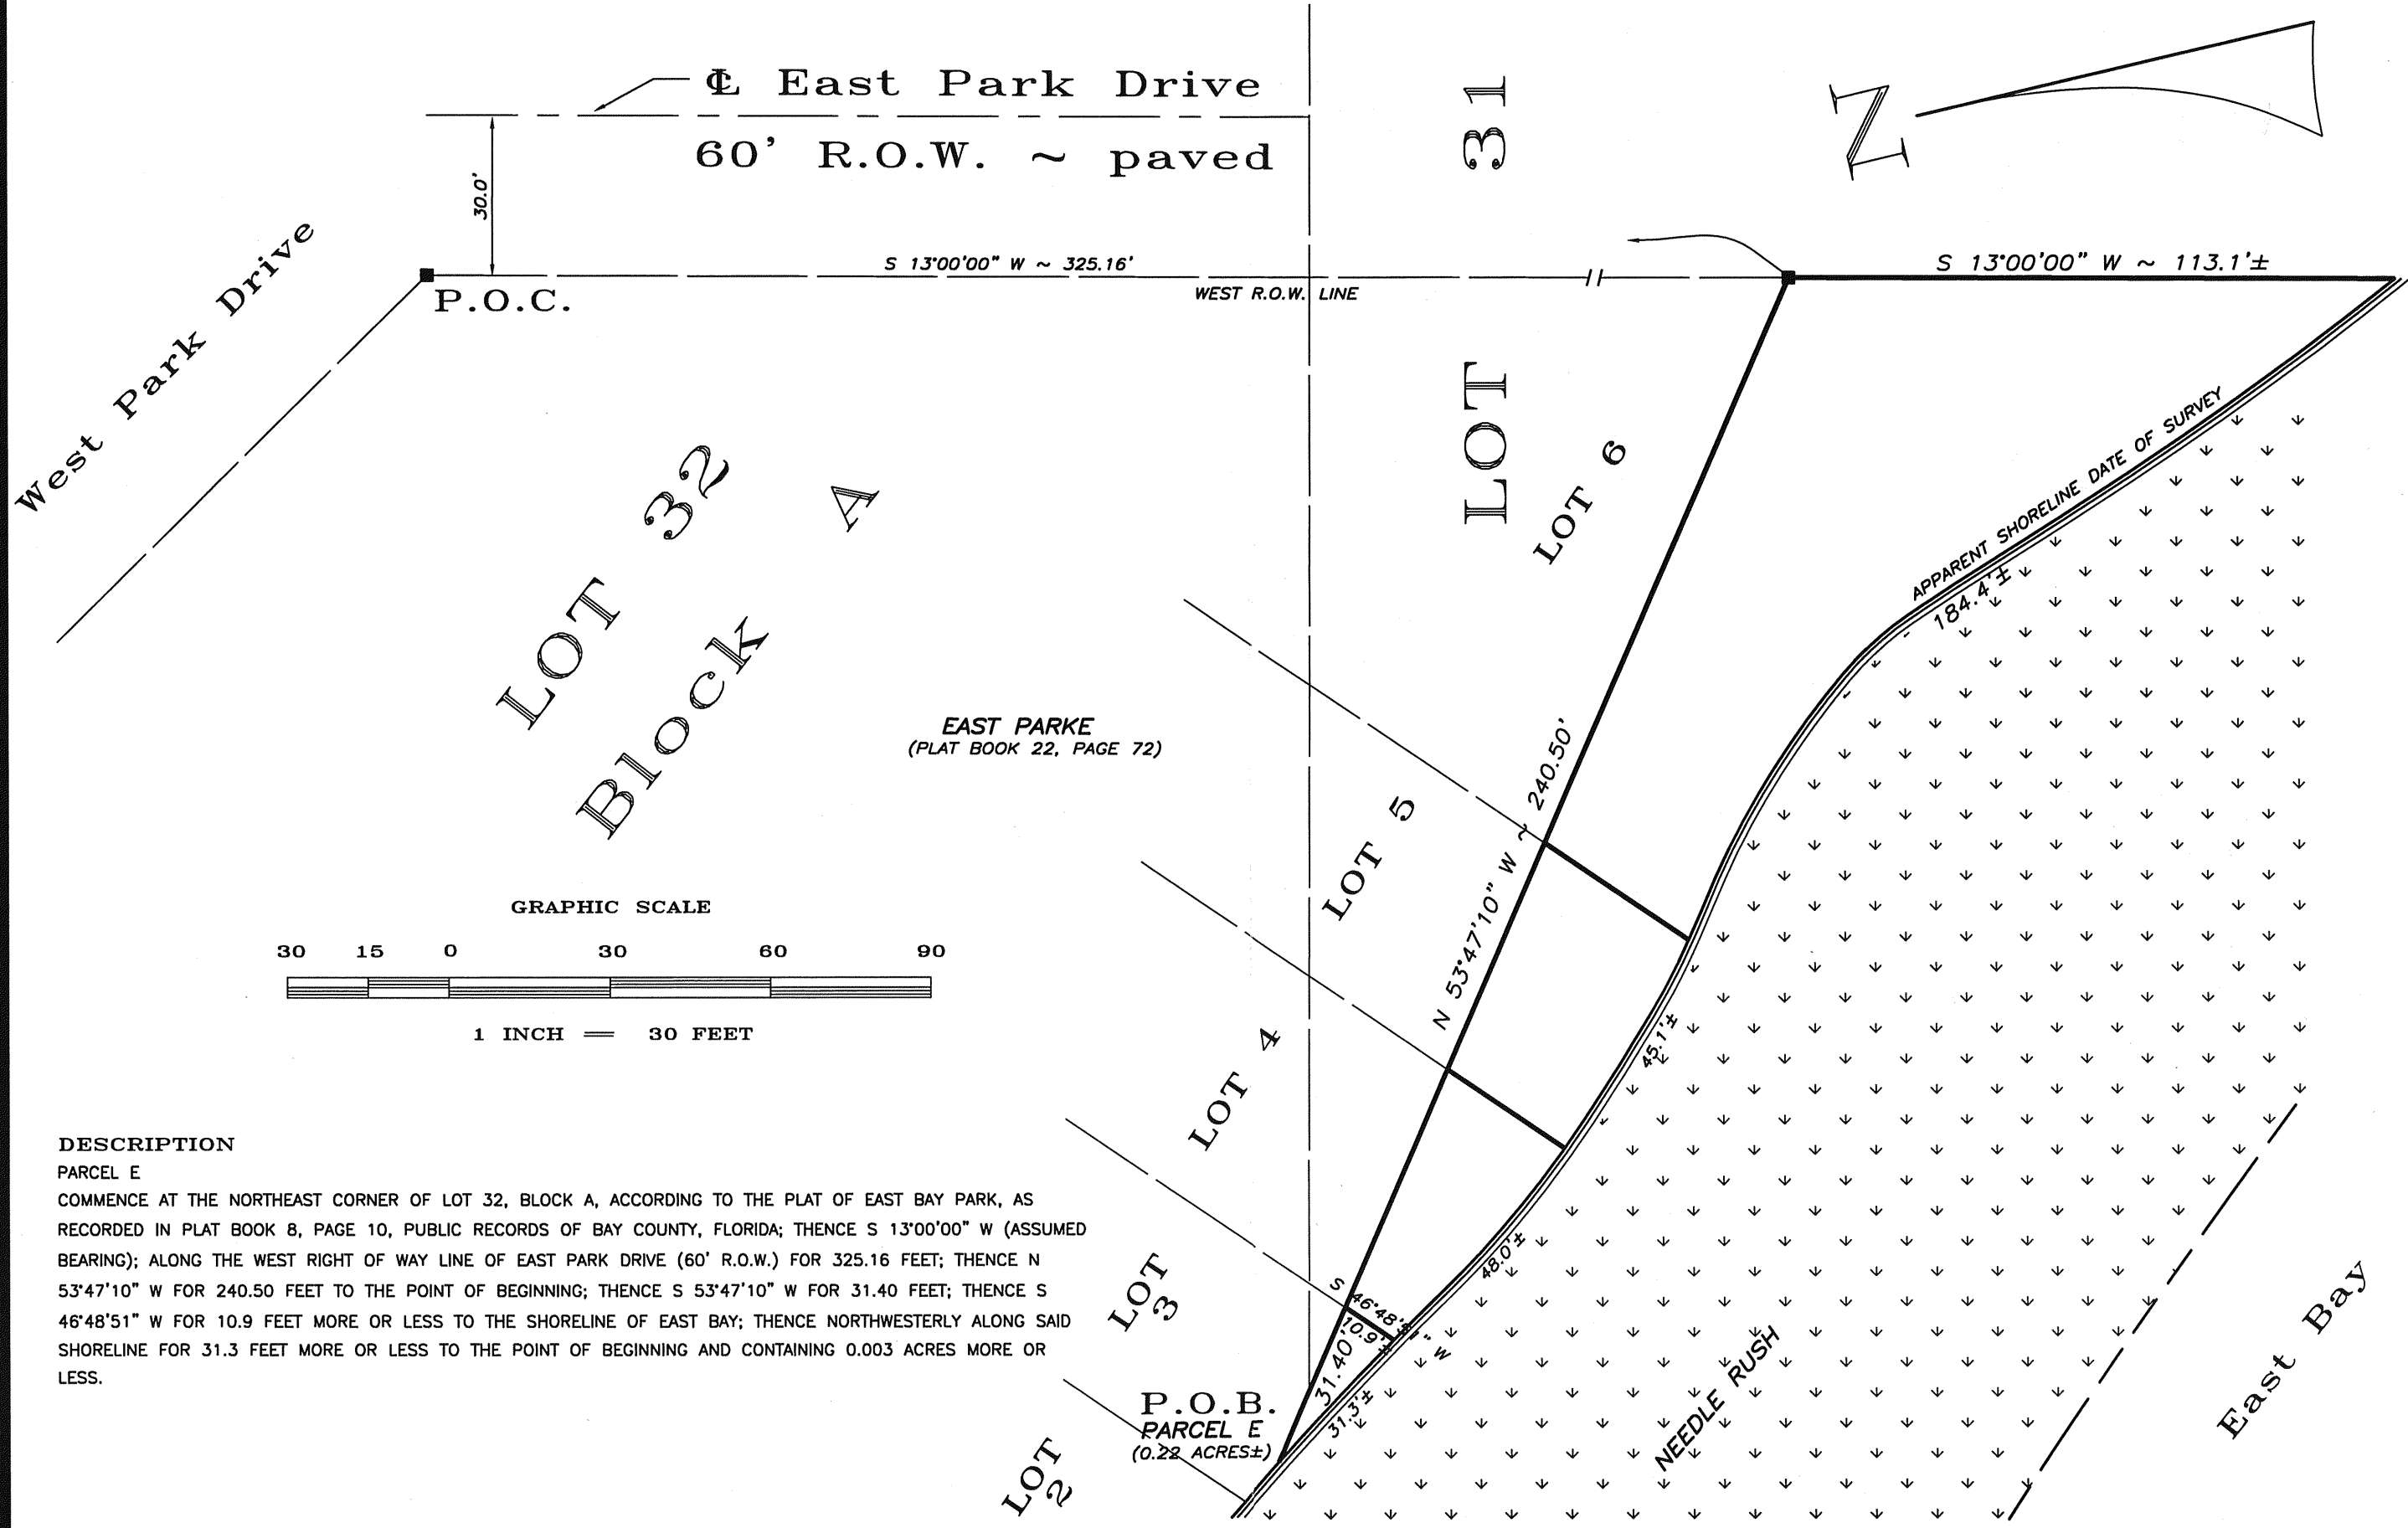 ℄ East Park Drive
60' R.O.W. ~ paved
30.0'
West Park Drive
P.O.C.
S 13°00'00" W ~ 325.16'
WEST R.O.W. LINE
LOT 31
N
S 13°00'00" W ~ 113.1'±
LOT 32
Block A
LOT 6
APPARENT SHORELINE DATE OF SURVEY
184.4'±
EAST PARKE
(PLAT BOOK 22, PAGE 72)
N 53°47'10" W ~ 240.50'
LOT 5
GRAPHIC SCALE
30 15 0 30 60 90
1 INCH = 30 FEET
LOT 4
45.1'±
48.0'±
LOT
3
S 46°48'51" W
10.9'±
31.40'
31.3'±
P.O.B.
PARCEL E
(0.22 ACRES±)
LOT
2
NEEDLE RUSH
East Bay
DESCRIPTION
PARCEL E
COMMENCE AT THE NORTHEAST CORNER OF LOT 32, BLOCK A, ACCORDING TO THE PLAT OF EAST BAY PARK, AS
RECORDED IN PLAT BOOK 8, PAGE 10, PUBLIC RECORDS OF BAY COUNTY, FLORIDA; THENCE S 13°00'00" W (ASSUMED
BEARING); ALONG THE WEST RIGHT OF WAY LINE OF EAST PARK DRIVE (60' R.O.W.) FOR 325.16 FEET; THENCE N
53°47'10" W FOR 240.50 FEET TO THE POINT OF BEGINNING; THENCE S 53°47'10" W FOR 31.40 FEET; THENCE S
46°48'51" W FOR 10.9 FEET MORE OR LESS TO THE SHORELINE OF EAST BAY; THENCE NORTHWESTERLY ALONG SAID
SHORELINE FOR 31.3 FEET MORE OR LESS TO THE POINT OF BEGINNING AND CONTAINING 0.003 ACRES MORE OR
LESS.